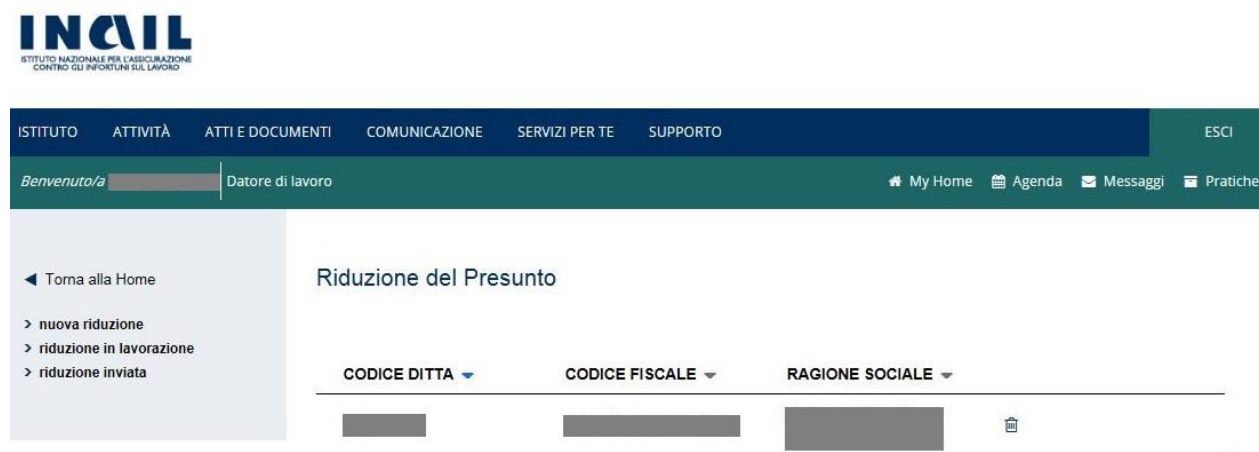 INAIL
ISTITUTO NAZIONALE PER L'ASSICURAZIONE
CONTRO GLI INFORTUNI SUL LAVORO
ISTITUTO ATTIVITÀ ATTI E DOCUMENTI COMUNICAZIONE SERVIZI PER TE SUPPORTO ESCI
Benvenuto/a Datore di lavoro My Home Agenda Messaggi Pratiche
Torna alla Home
Riduzione del Presunto
> nuova riduzione
> riduzione in lavorazione
> riduzione inviata
CODICE DITTA CODICE FISCALE RAGIONE SOCIALE